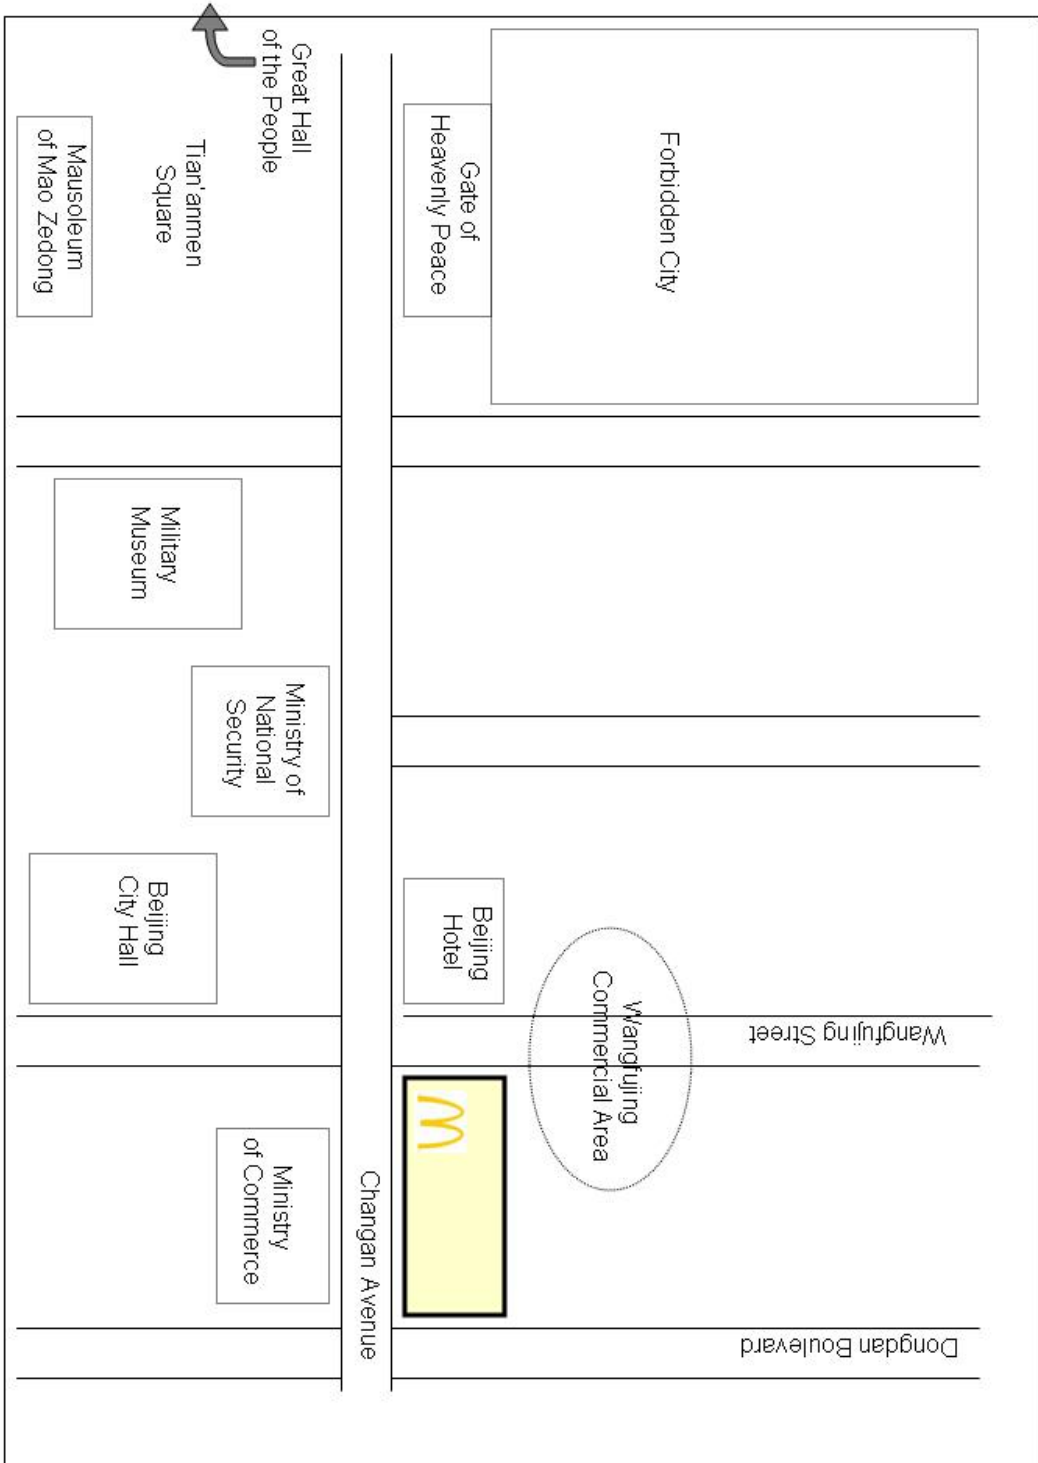 Forbidden City
Gate of
Heavenly Peace
Great Hall
of the People
Tian'anmen
Square
Mausoleum
of Mao Zedong
Military
Museum
Ministry of
National
Security
Beijing
City Hall
Beijing
Hotel
Wangfujing
Commercial Area
Wangfujing Street
Ministry
of Commerce
Changan Avenue
Dongdan Boulevard